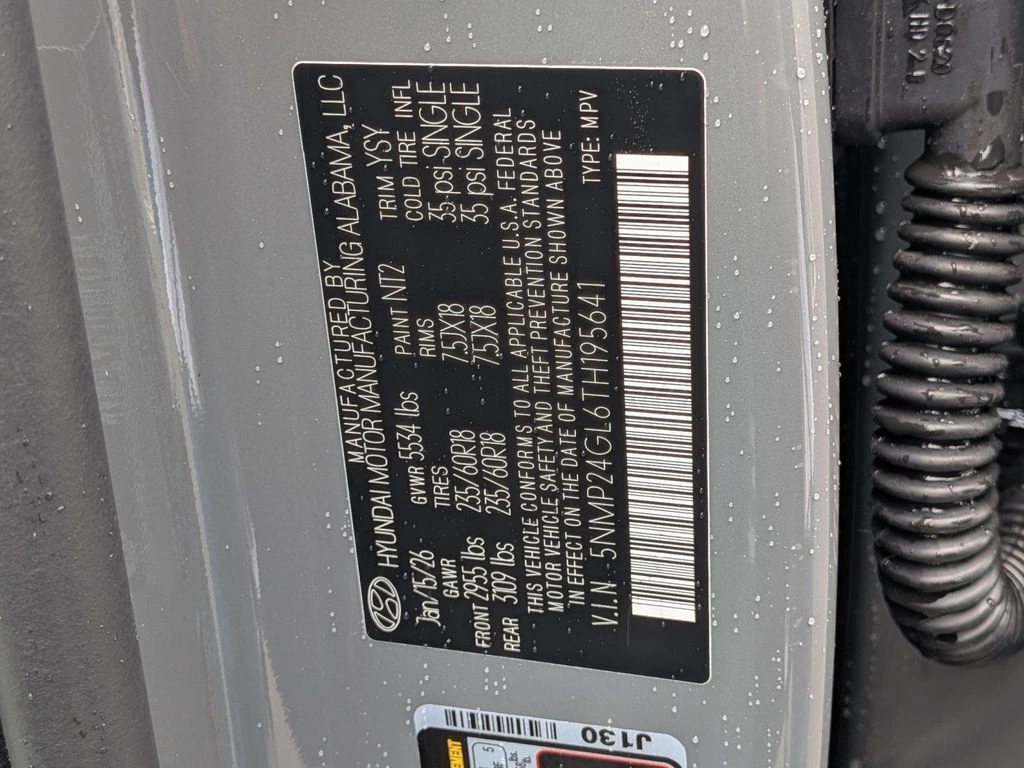 MANUFACTURED BY
HYUNDAI MOTOR MANUFACTURING ALABAMA, LLC
Jan/15/26 GVWR 5534 lbs PAINT NT2 TRIM YSY
GAWR TIRES RIMS COLD TIRE INFL
FRONT 2955 lbs 235/60R18 7.5JX18 35 psi SINGLE
REAR 3109 lbs 235/60R18 7.5JX18 35 psi SINGLE
THIS VEHICLE CONFORMS TO ALL APPLICABLE U.S.A. FEDERAL
MOTOR VEHICLE SAFETY AND THEFT PREVENTION STANDARDS
IN EFFECT ON THE DATE OF MANUFACTURE SHOWN ABOVE
V.I.N 5NMP24GL6TH195641 TYPE: MPV
J130